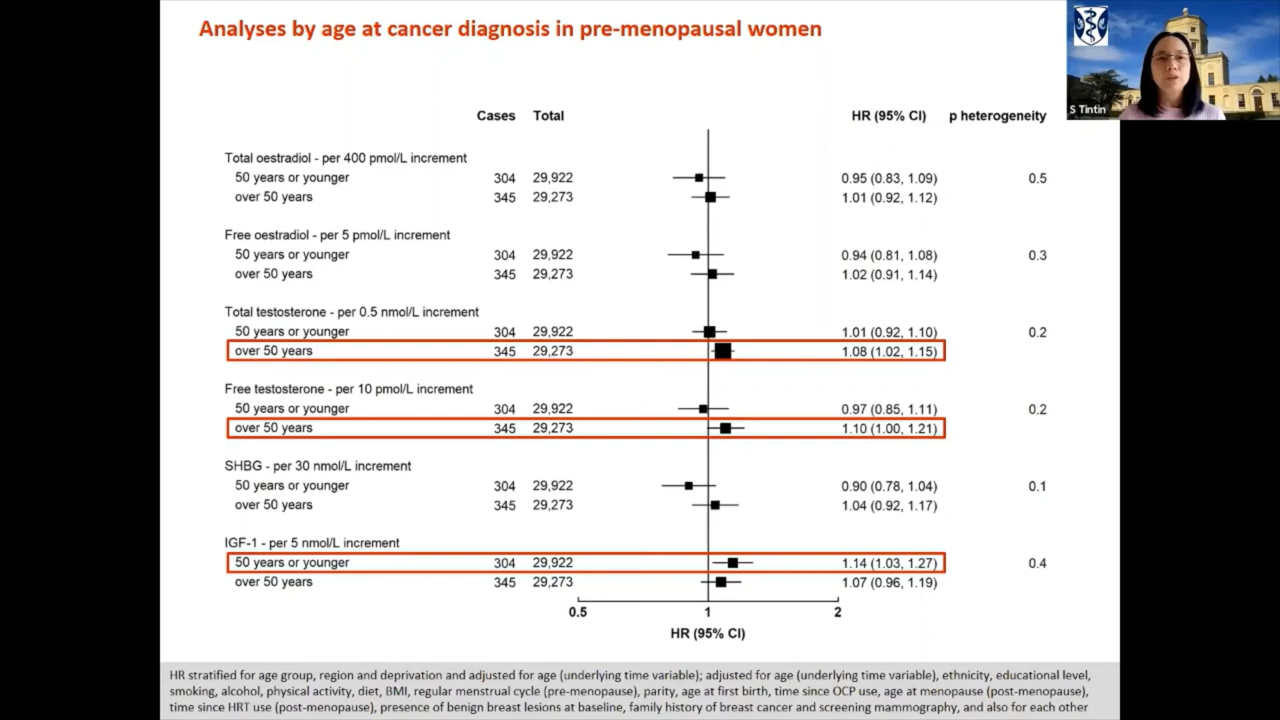 Analyses by age at cancer diagnosis in pre-menopausal women
S Tintin
Cases Total HR (95% CI) p heterogeneity
Total oestradiol - per 400 pmol/L increment
50 years or younger 304 29,922 0.95 (0.83, 1.09) 0.5
over 50 years 345 29,273 1.01 (0.92, 1.12)
Free oestradiol - per 5 pmol/L increment
50 years or younger 304 29,922 0.94 (0.81, 1.08) 0.3
over 50 years 345 29,273 1.02 (0.91, 1.14)
Total testosterone - per 0.5 nmol/L increment
50 years or younger 304 29,922 1.01 (0.92, 1.10) 0.2
over 50 years 345 29,273 1.08 (1.02, 1.15)
Free testosterone - per 10 pmol/L increment
50 years or younger 304 29,922 0.97 (0.85, 1.11) 0.2
over 50 years 345 29,273 1.10 (1.00, 1.21)
SHBG - per 30 nmol/L increment
50 years or younger 304 29,922 0.90 (0.78, 1.04) 0.1
over 50 years 345 29,273 1.04 (0.92, 1.17)
IGF-1 - per 5 nmol/L increment
50 years or younger 304 29,922 1.14 (1.03, 1.27) 0.4
over 50 years 345 29,273 1.07 (0.96, 1.19)
0.5 1 2
HR (95% CI)
HR stratified for age group, region and deprivation and adjusted for age (underlying time variable); adjusted for age (underlying time variable), ethnicity, educational level,
smoking, alcohol, physical activity, diet, BMI, regular menstrual cycle (pre-menopause), parity, age at first birth, time since OCP use, age at menopause (post-menopause),
time since HRT use (post-menopause), presence of benign breast lesions at baseline, family history of breast cancer and screening mammography, and also for each other